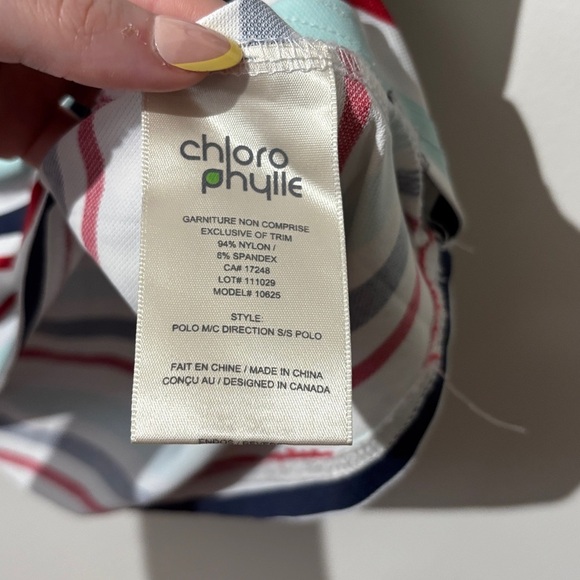 chloro
phylle
GARNITURE NON COMPRISE
EXCLUSIVE OF TRIM
94% NYLON /
6% SPANDEX
CA# 17248
LOT# 111029
MODEL# 10625
STYLE:
POLO M/C DIRECTION S/S POLO
FAIT EN CHINE / MADE IN CHINA
CONÇU AU / DESIGNED IN CANADA